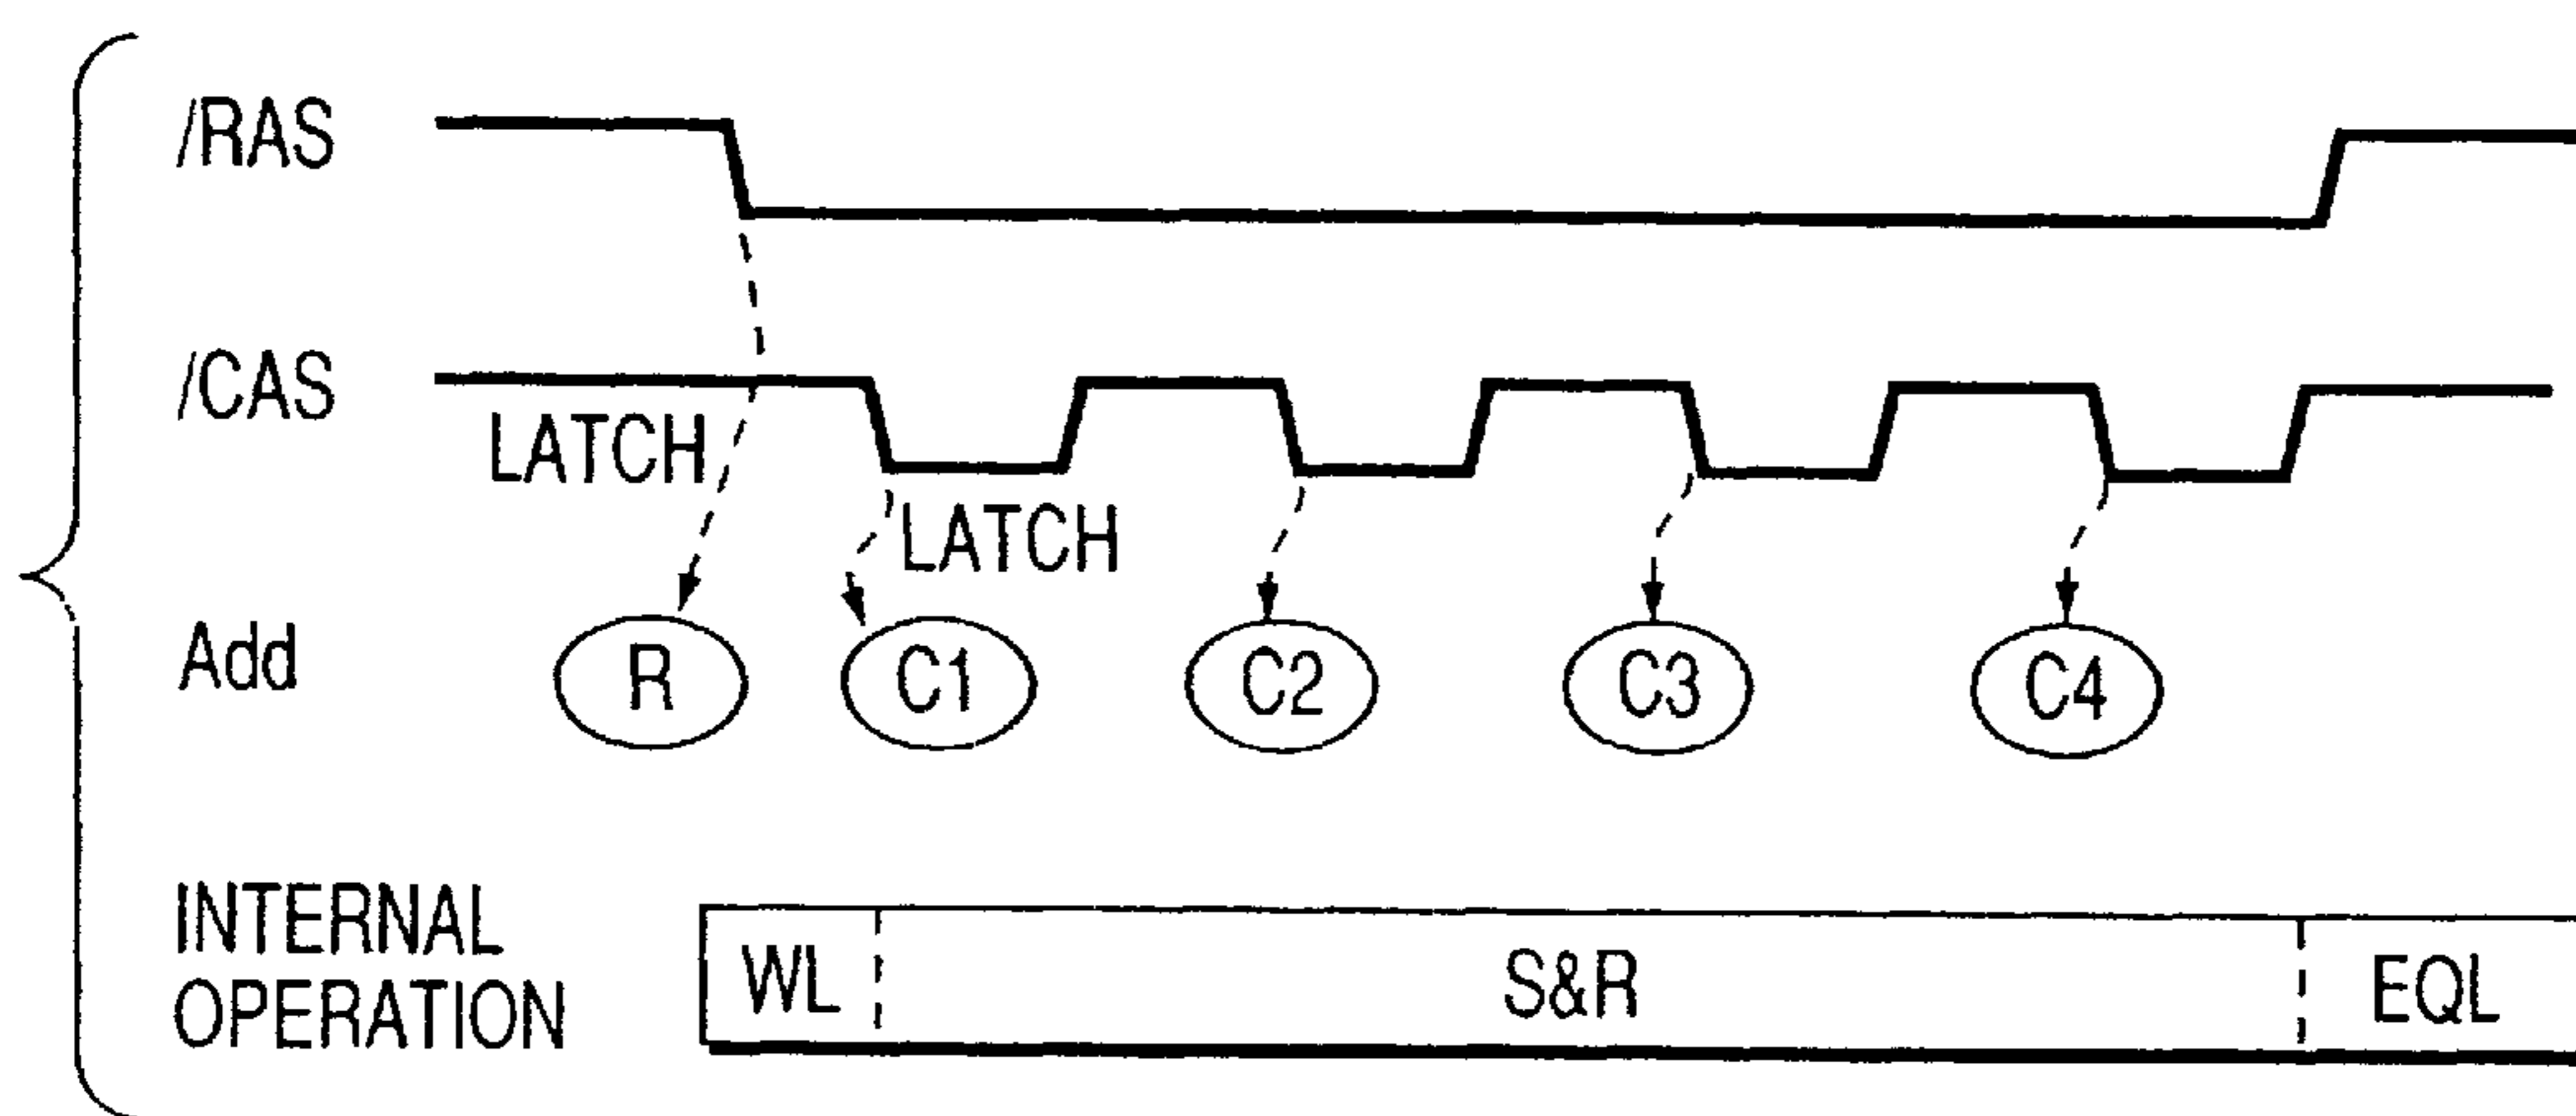 /RAS
/CAS
LATCH
LATCH
Add
R
C1
C2
C3
C4
INTERNAL
OPERATION
WL
S&R
EQL